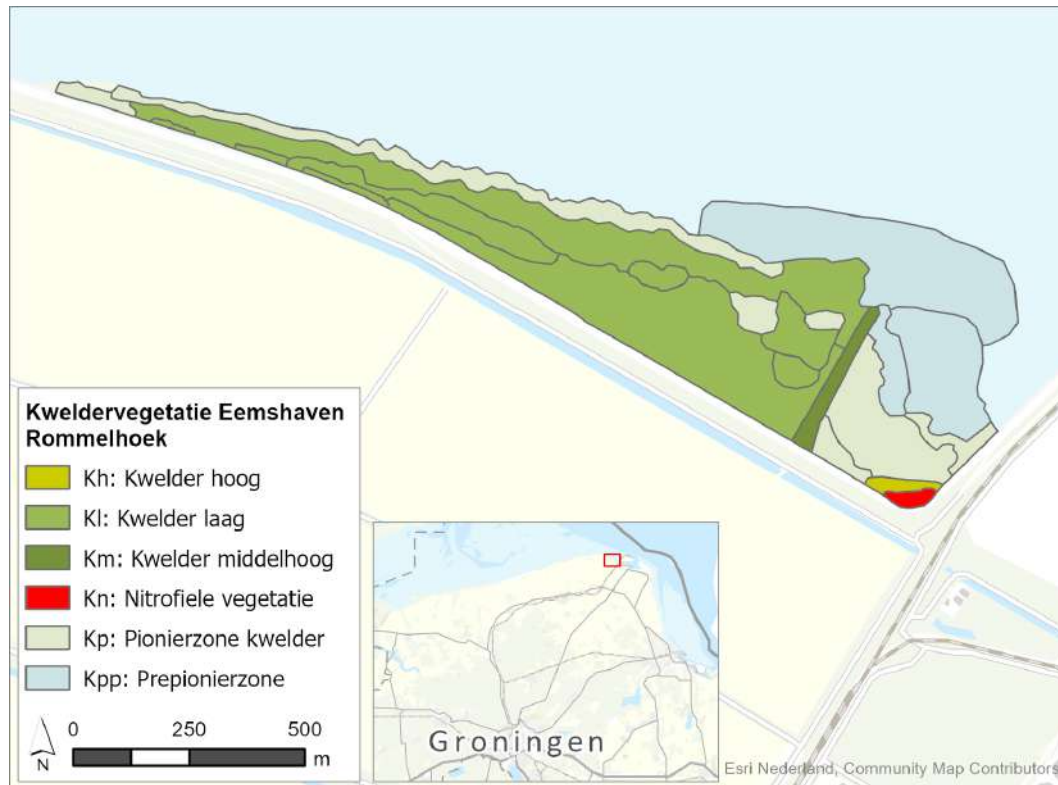 Kweldervegetatie Eemshaven
Rommelhoek
Kh: Kwelder hoog
Kl: Kwelder laag
Km: Kwelder middelhoog
Kn: Nitrofiele vegetatie
Kp: Pionierzone kwelder
Kpp: Prepionierzone
0 250 500
m
N
Groningen
Esri Nederland, Community Map Contributors